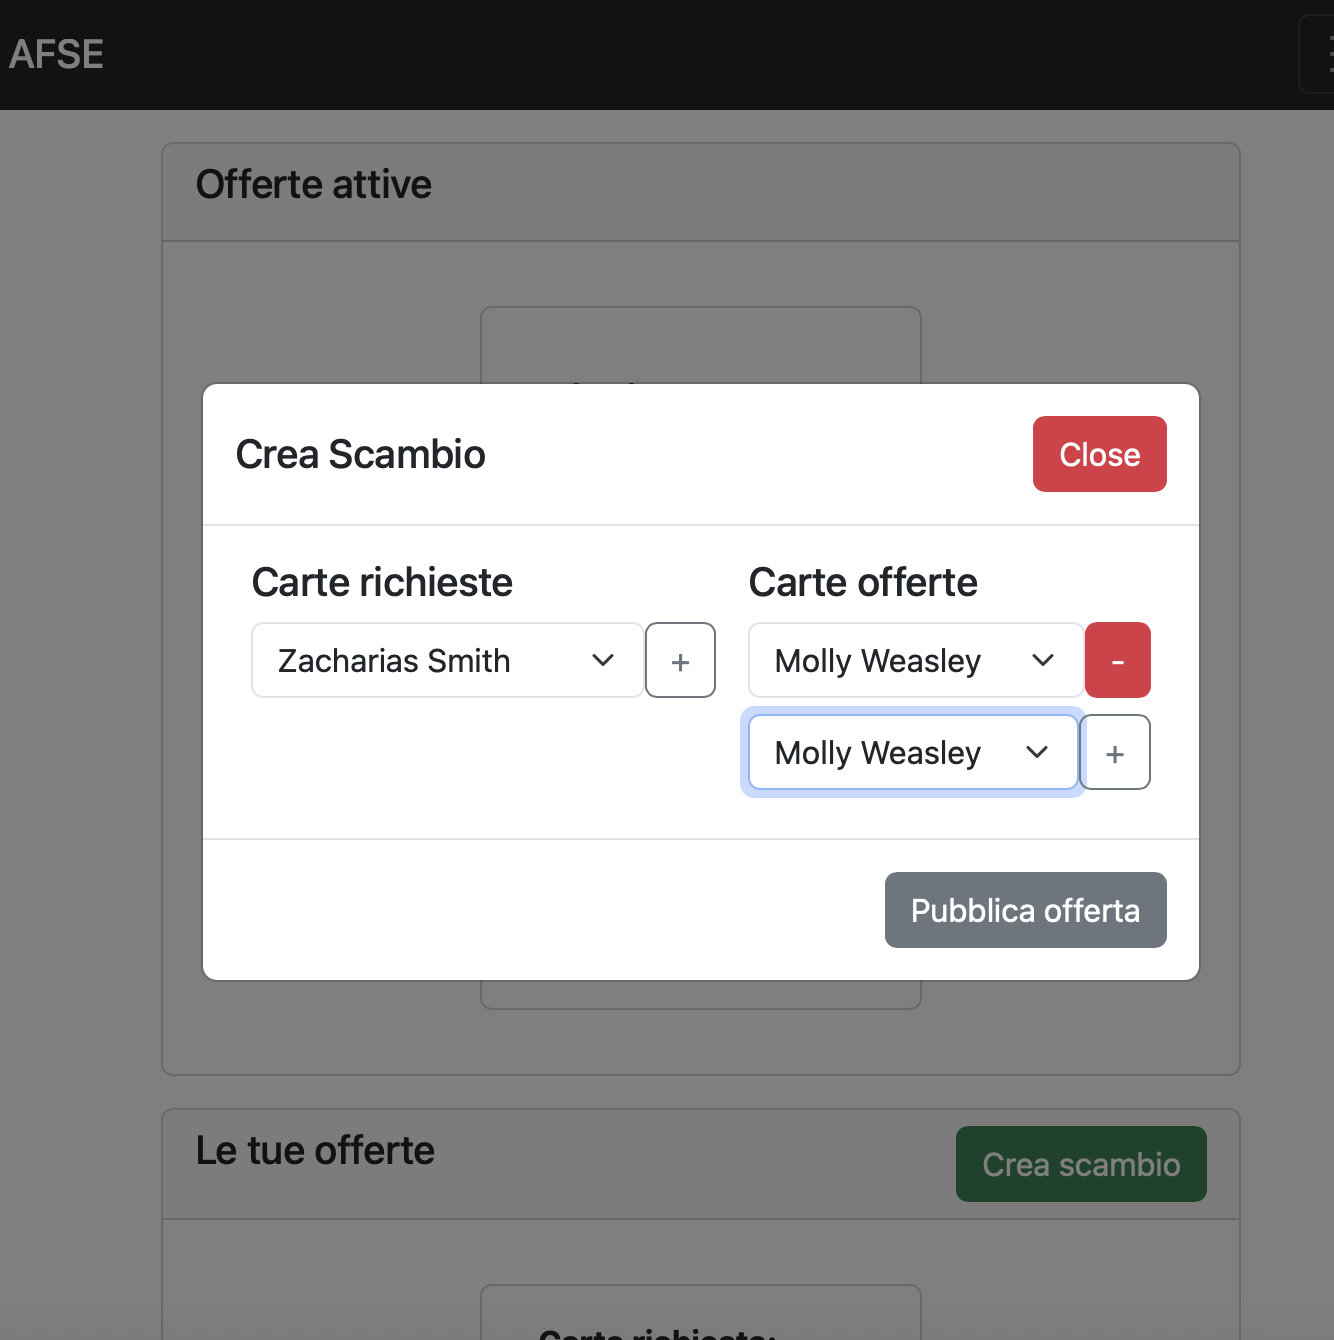 AFSE
Offerte attive
Crea Scambio
Close
Carte richieste
Carte offerte
Zacharias Smith
+
Molly Weasley
-
Molly Weasley
+
Pubblica offerta
Le tue offerte
Crea scambio